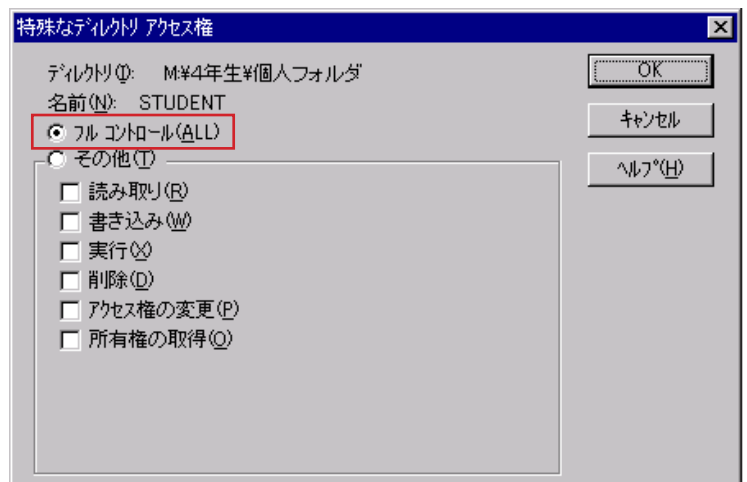 特殊なディレクトリ アクセス権
ディレクトリ(D): M:¥4年生¥個人フォルダ
名前(N): STUDENT
フル コントロール(ALL)
その他(T)
読み取り(R)
書き込み(W)
実行(X)
削除(D)
アクセス権の変更(P)
所有権の取得(O)
OK
キャンセル
ヘルプ(H)